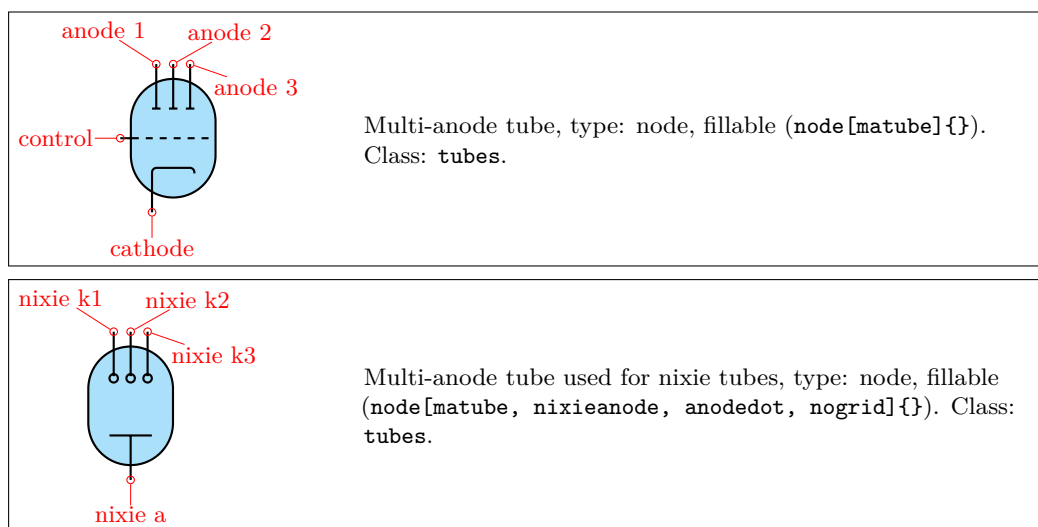 anode 1
anode 2
anode 3
control
cathode
Multi-anode tube, type: node, fillable (node[matube]{}).
Class: tubes.
nixie k1
nixie k2
nixie k3
nixie a
Multi-anode tube used for nixie tubes, type: node, fillable
(node[matube, nixieanode, anodedot, nogrid]{}). Class:
tubes.